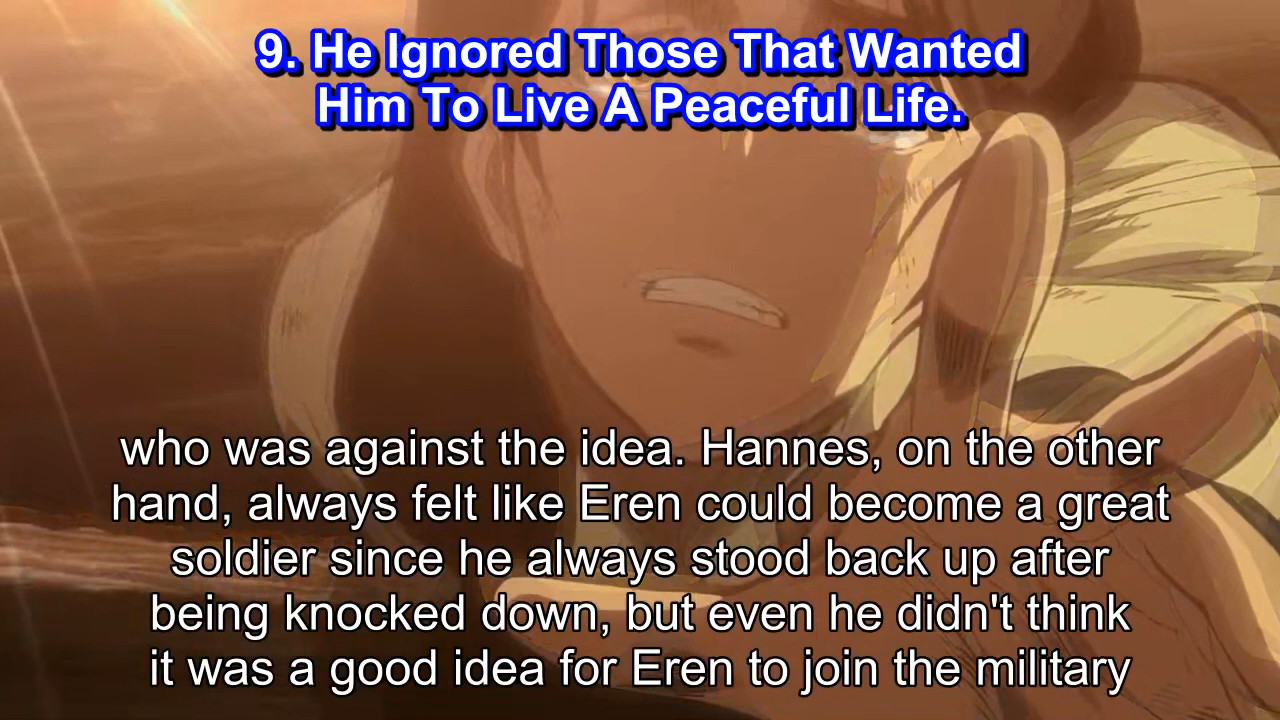 9. He Ignored Those That Wanted
Him To Live A Peaceful Life.
who was against the idea. Hannes, on the other
hand, always felt like Eren could become a great
soldier since he always stood back up after
being knocked down, but even he didn't think
it was a good idea for Eren to join the military